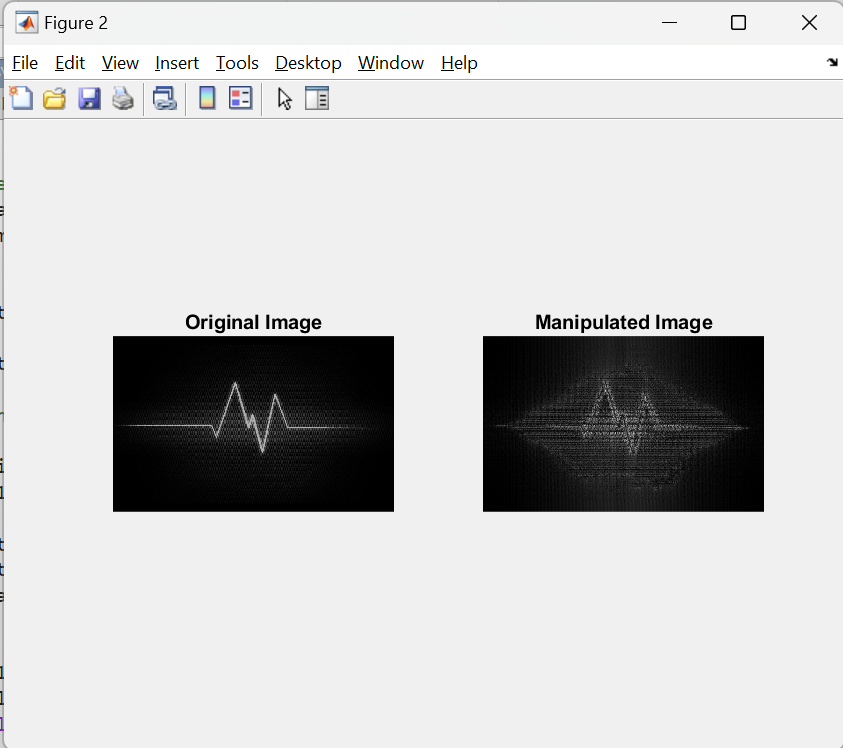 Figure 2
File Edit View Insert Tools Desktop Window Help
Original Image Manipulated Image